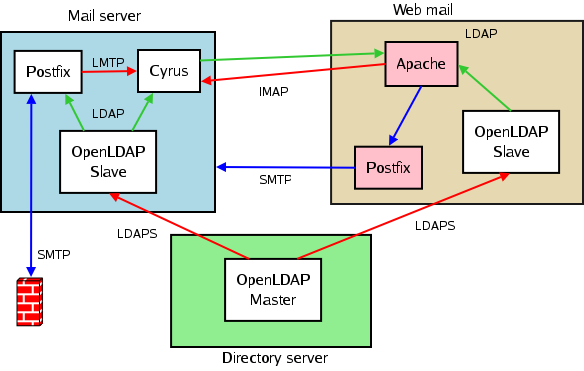 Mail server
Web mail
LDAP
Postfix
LMTP
Cyrus
Apache
IMAP
LDAP
OpenLDAP
Slave
OpenLDAP
Slave
Postfix
SMTP
LDAPS
LDAPS
SMTP
OpenLDAP
Master
Directory server